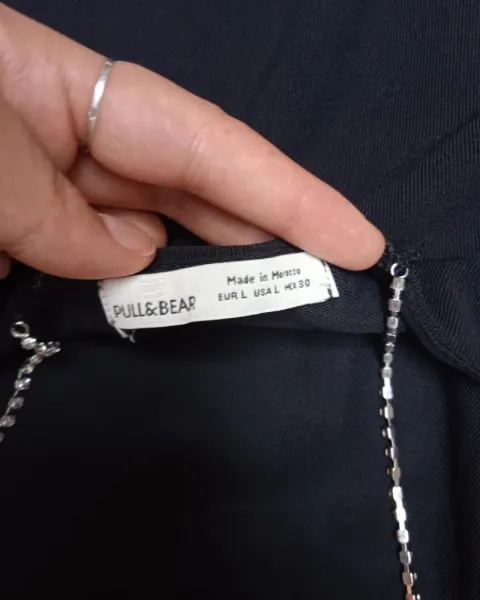 PULL&BEAR
Made in Morocco
EUR L USA L MEX 30